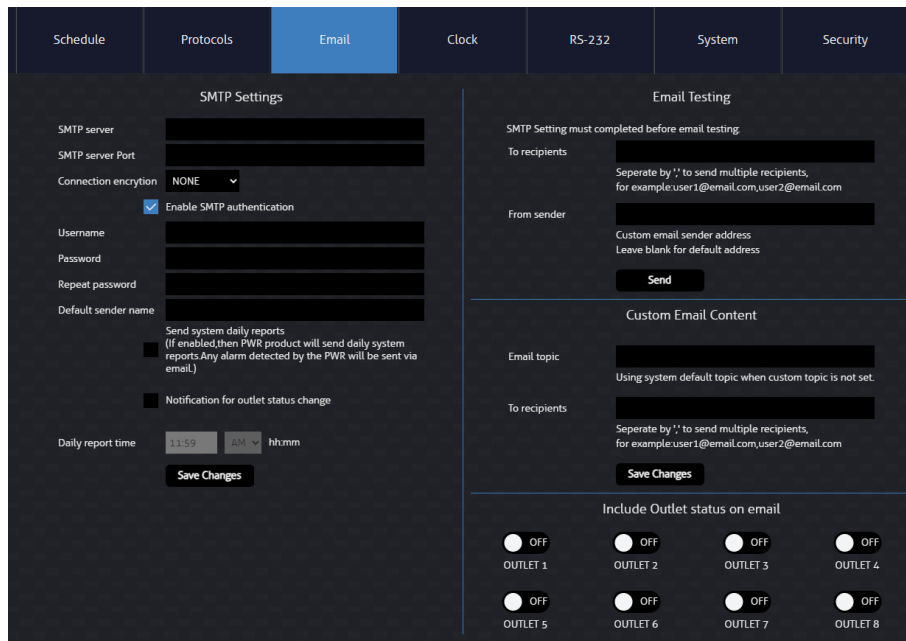 Schedule
Protocols
Email
Clock
RS-232
System
Security
SMTP Settings
SMTP server
SMTP server Port
Connection encrytion
NONE
Enable SMTP authentication
Username
Password
Repeat password
Default sender name
Send system daily reports
(If enabled,then PWR product will send daily system
reports.Any alarm detected by the PWR will be sent via
email.)
Notification for outlet status change
Daily report time
11:59
AM
hh:mm
Save Changes
Email Testing
SMTP Setting must completed before email testing.
To recipients
Seperate by ',' to send multiple recipients,
for example:user1@email.com,user2@email.com
From sender
Custom email sender address
Leave blank for default address
Send
Custom Email Content
Email topic
Using system default topic when custom topic is not set.
To recipients
Seperate by ',' to send multiple recipients,
for example:user1@email.com,user2@email.com
Save Changes
Include Outlet status on email
OFF
OFF
OFF
OFF
OUTLET 1
OUTLET 2
OUTLET 3
OUTLET 4
OFF
OFF
OFF
OFF
OUTLET 5
OUTLET 6
OUTLET 7
OUTLET 8